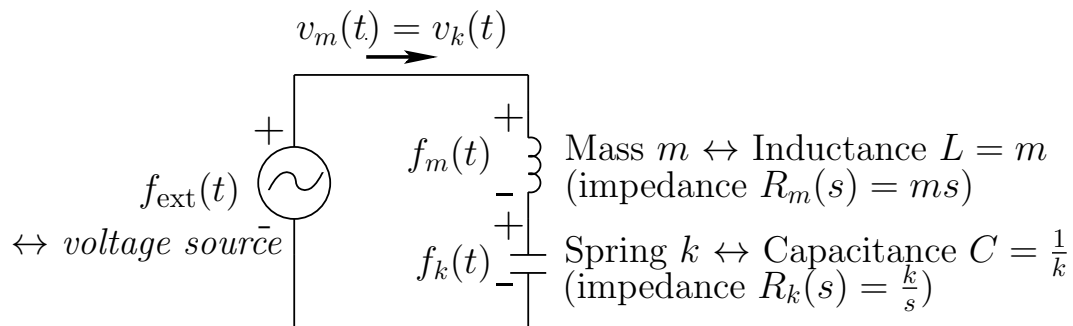 v_m(t) = v_k(t)
+
+
f_m(t)
Mass m ↔ Inductance L = m
(impedance R_m(s) = ms)
f_ext(t)
-
-
↔ voltage source
+
f_k(t)
Spring k ↔ Capacitance C = 1/k
(impedance R_k(s) = k/s)
-